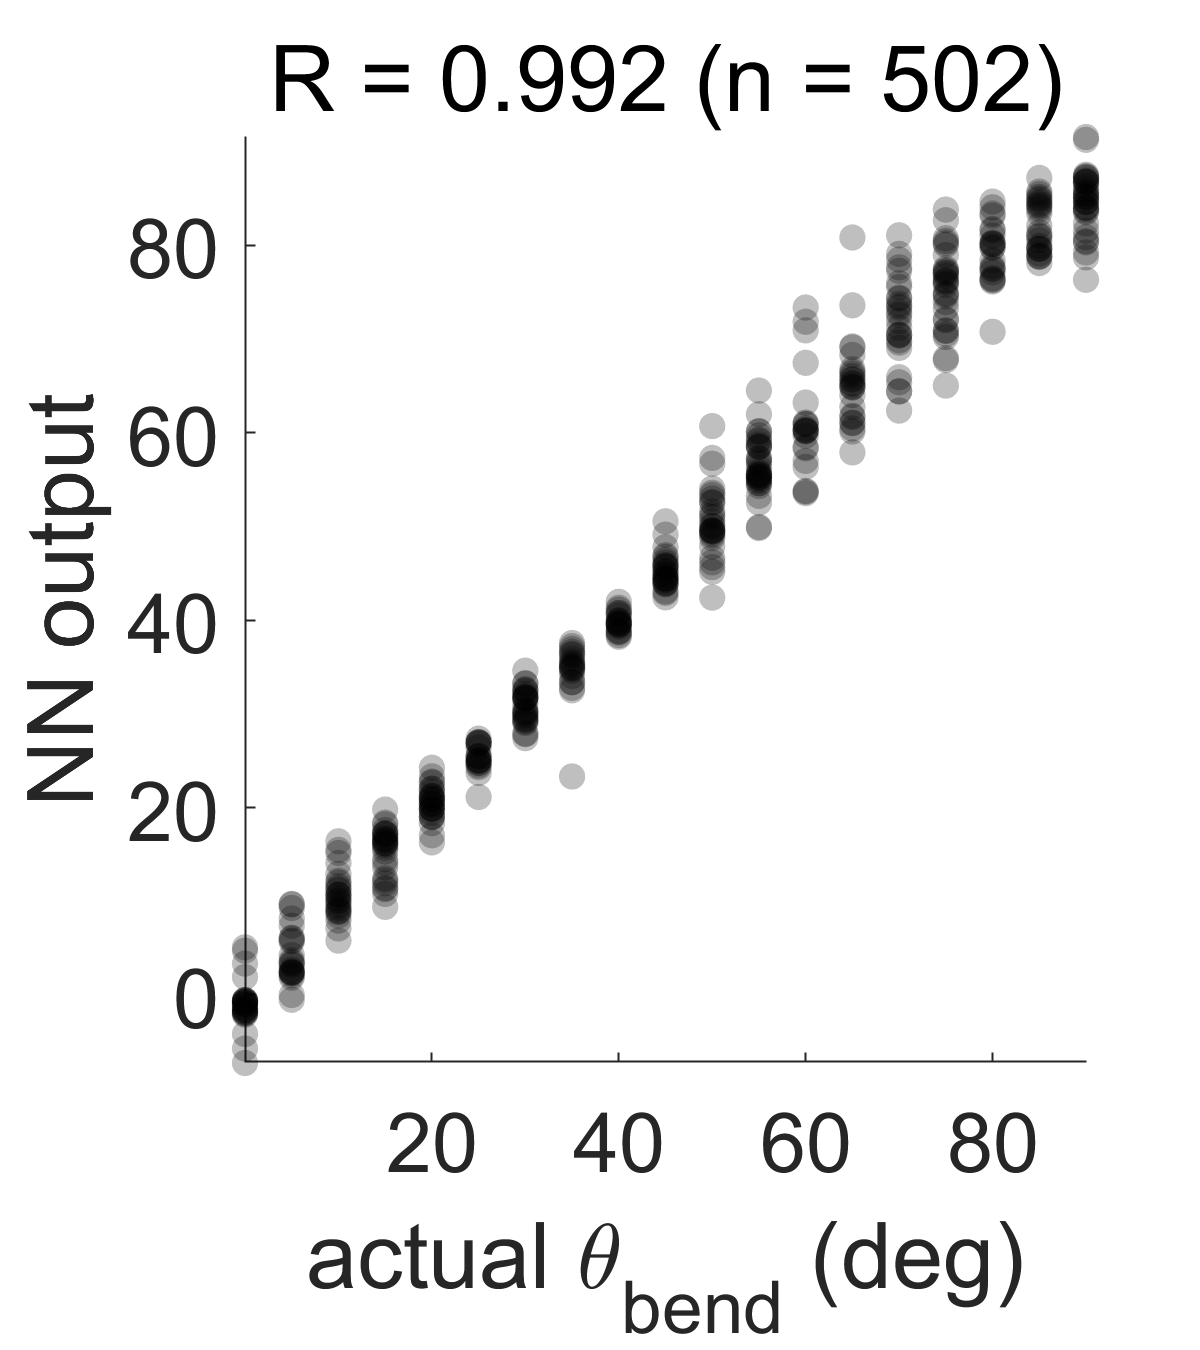 R = 0.992 (n = 502)
80
60
40
20
0
NN output
20 40 60 80
actual θbend (deg)